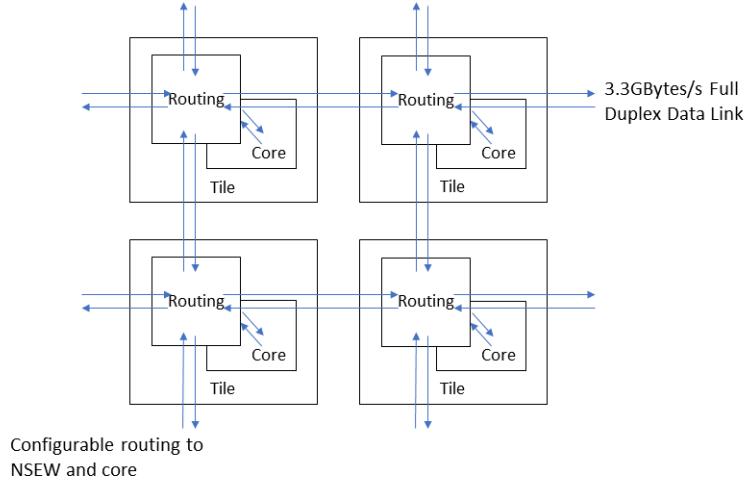 Routing
Routing
3.3GBytes/s Full
Duplex Data Link
Core
Core
Tile
Tile
Routing
Routing
Core
Core
Tile
Tile
Configurable routing to
NSEW and core